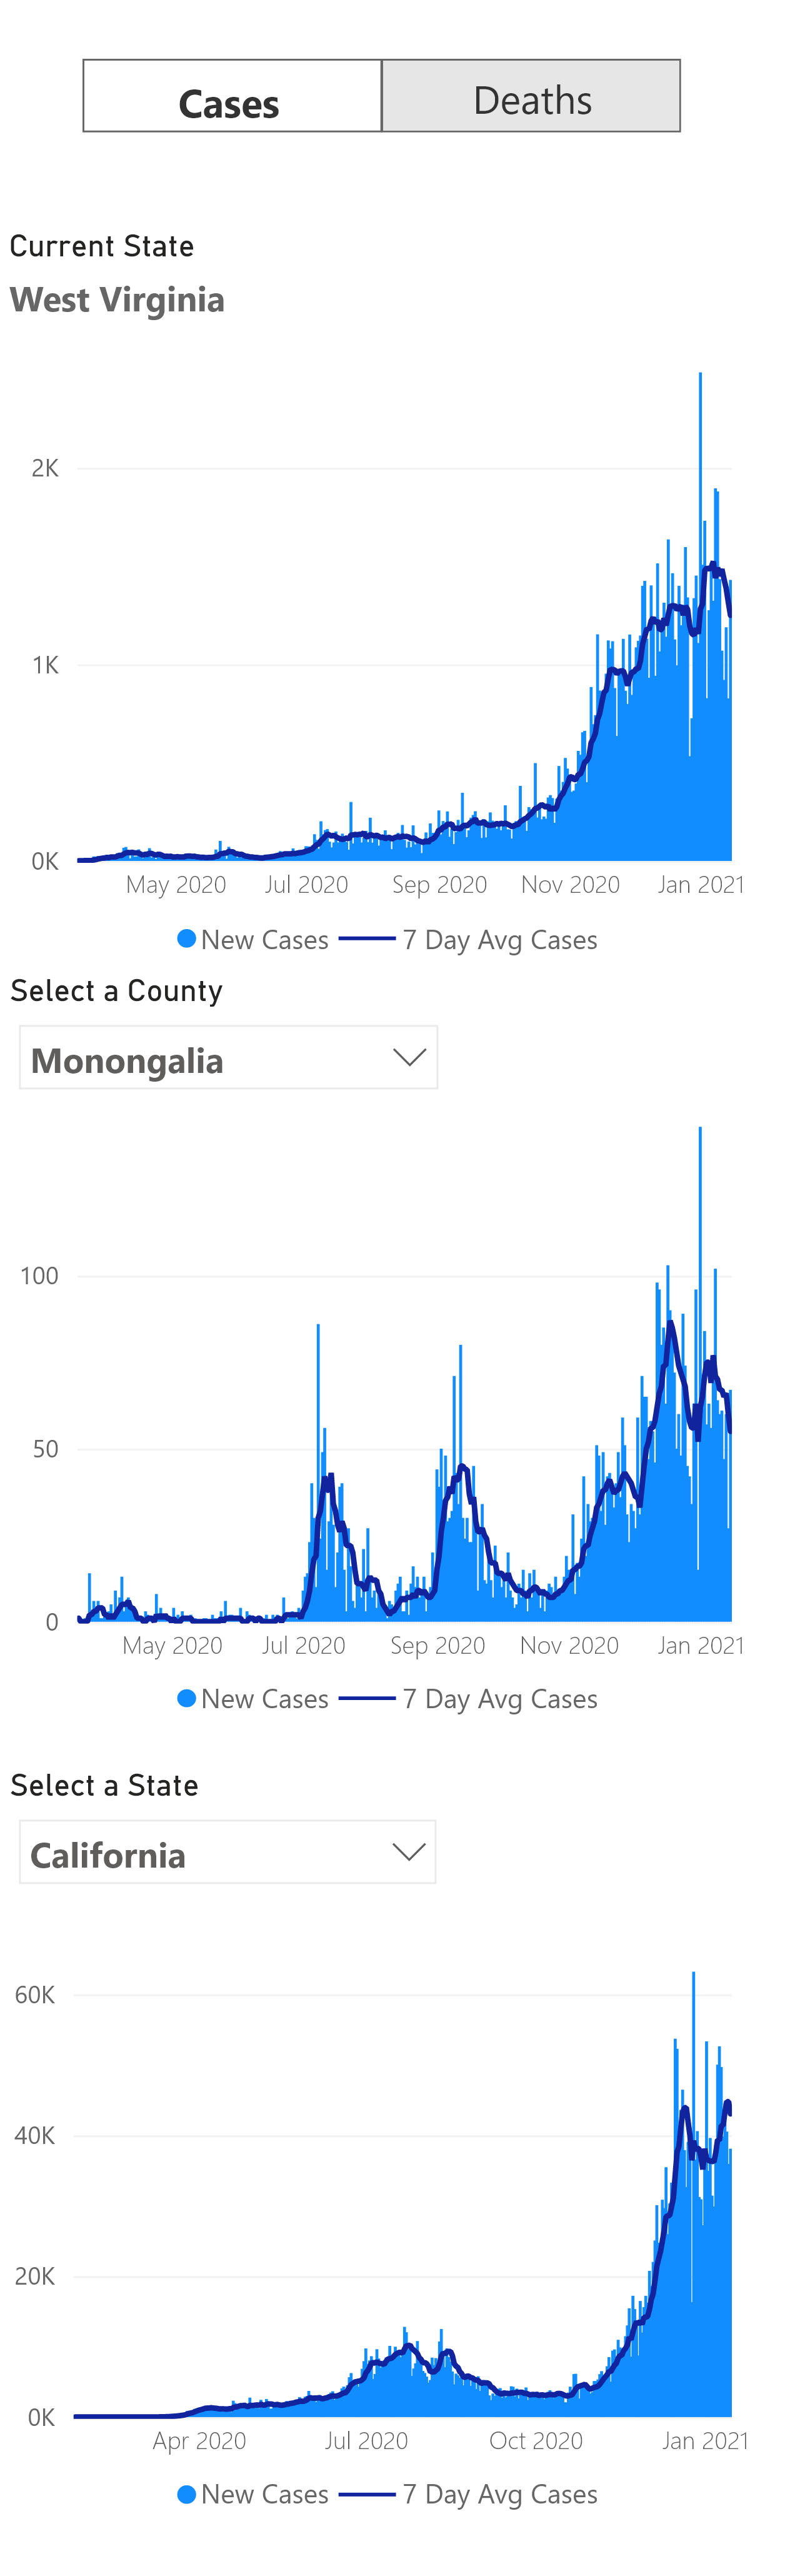 Cases Deaths
Current State
West Virginia
2K
1K
0K
May 2020 Jul 2020 Sep 2020 Nov 2020 Jan 2021
New Cases 7 Day Avg Cases
Select a County
Monongalia
100
50
0
May 2020 Jul 2020 Sep 2020 Nov 2020 Jan 2021
New Cases 7 Day Avg Cases
Select a State
California
60K
40K
20K
0K
Apr 2020 Jul 2020 Oct 2020 Jan 2021
New Cases 7 Day Avg Cases